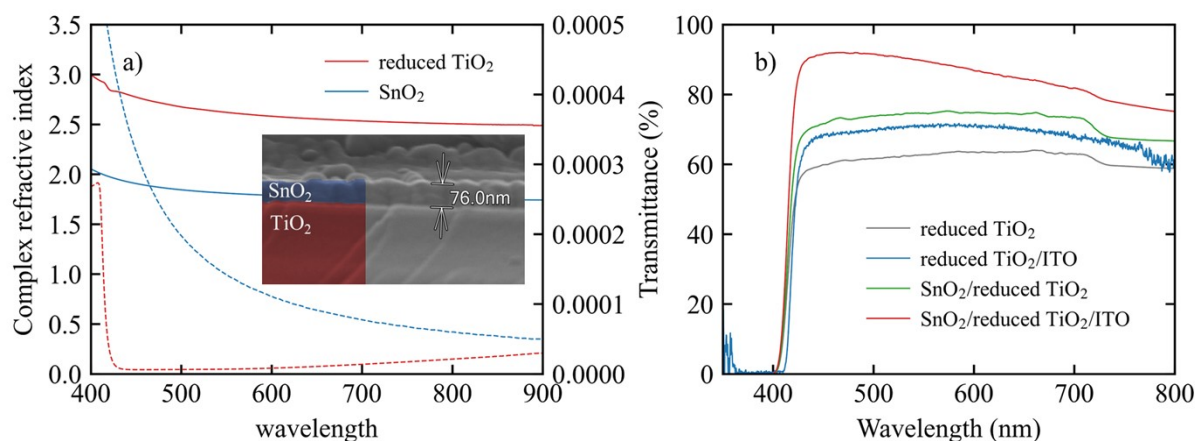 a)
Complex refractive index
3.5
3.0
2.5
2.0
1.5
1.0
0.5
0.0
400 500 600 700 800 900
wavelength
0.0005
0.0004
0.0003
0.0002
0.0001
0.0000
reduced TiO₂
SnO₂
SnO₂
TiO₂
76.0nm
b)
Transmittance (%)
100
80
60
40
20
0
400 500 600 700 800
Wavelength (nm)
reduced TiO₂
reduced TiO₂/ITO
SnO₂/reduced TiO₂
SnO₂/reduced TiO₂/ITO